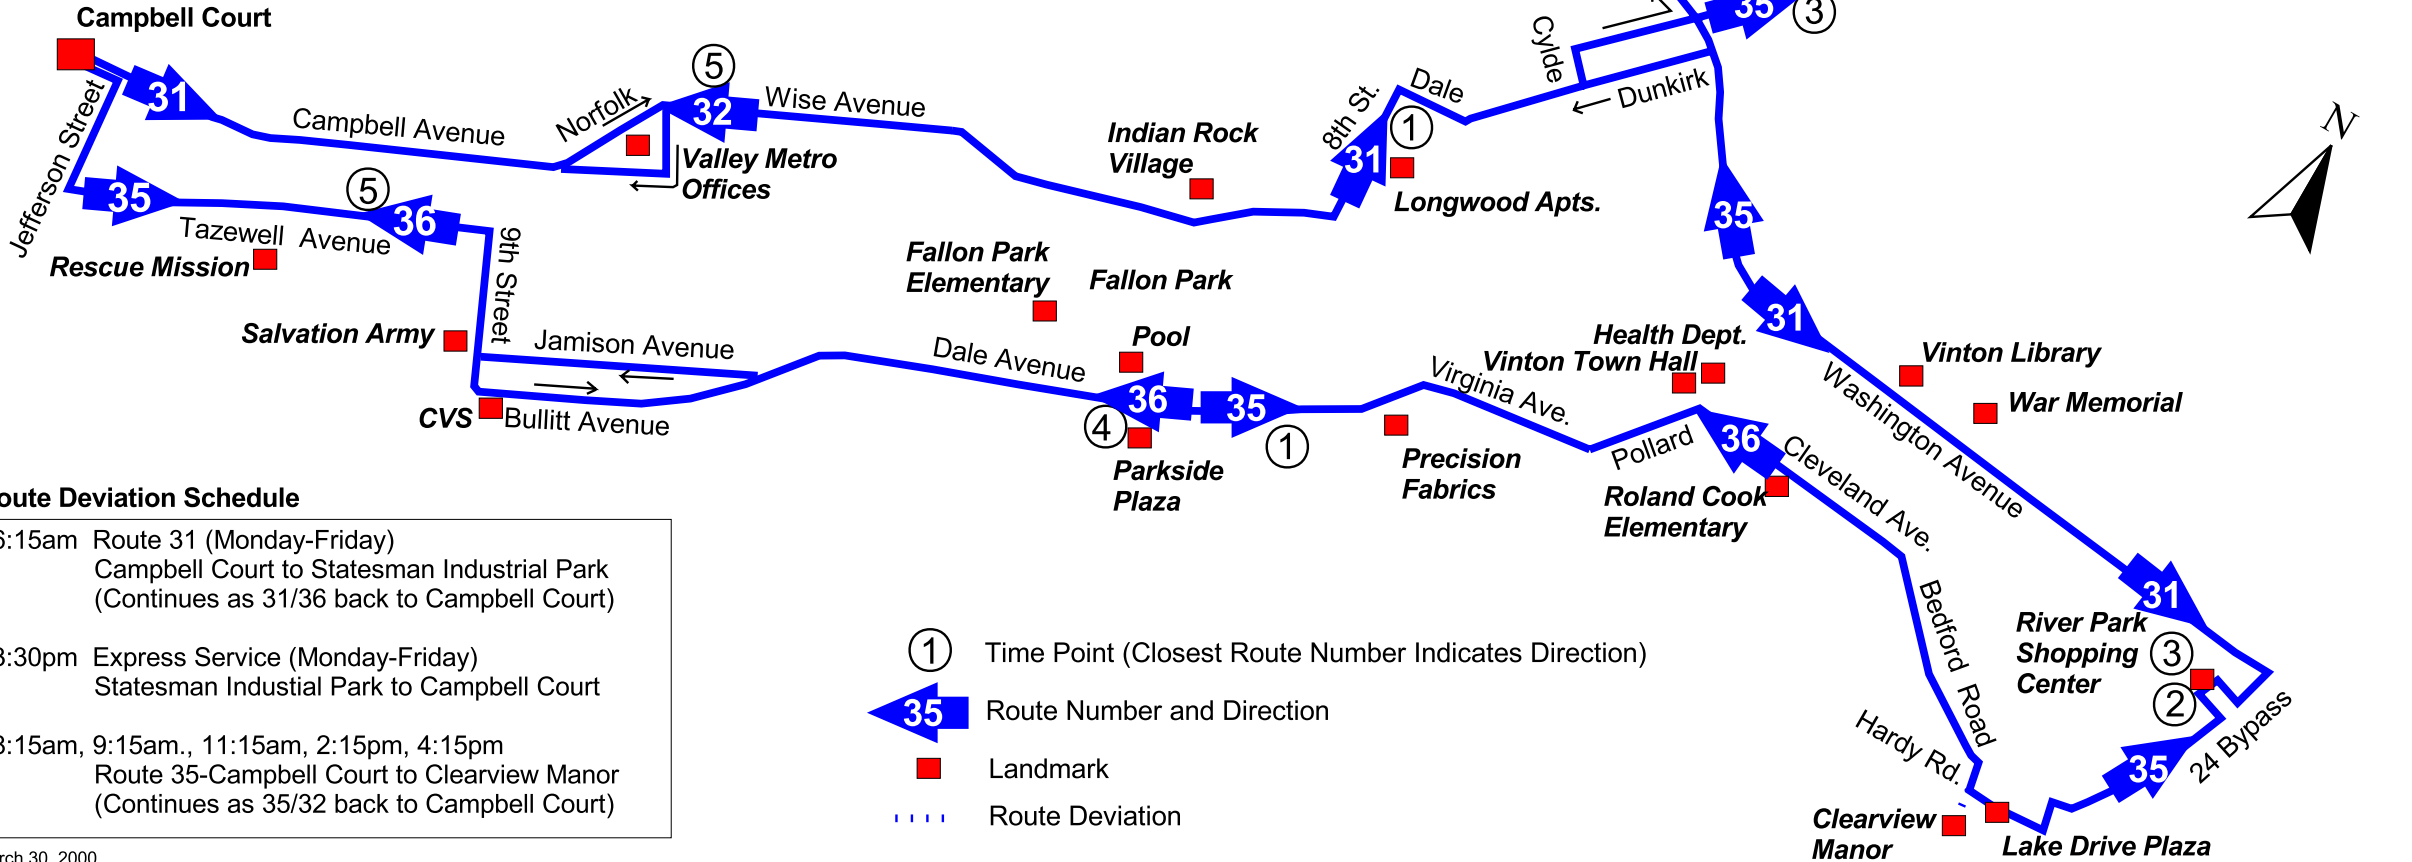 Campbell Court
31
Jefferson Street
35
Campbell Avenue
Norfolk
5
32
Wise Avenue
Valley Metro
Offices
5
36
Tazewell Avenue
Rescue Mission
9th Street
Salvation Army
Jamison Avenue
CVS
Bullitt Avenue
Indian Rock
Village
8th St.
31
1
Dale
Longwood Apts.
Cylde
Dunkirk
35
3
N
35
31
Fallon Park
Elementary
Fallon Park
Pool
Dale Avenue
36
35
4
1
Parkside
Plaza
Virginia Ave.
Precision
Fabrics
Health Dept.
Vinton Town Hall
Pollard
36
Cleveland Ave.
Roland Cook
Elementary
Vinton Library
War Memorial
Washington Avenue
31
Bedford Road
River Park
Shopping
Center
3
2
24 Bypass
35
Hardy Rd.
Clearview
Manor
Lake Drive Plaza
oute Deviation Schedule
:15am Route 31 (Monday-Friday)
Campbell Court to Statesman Industrial Park
(Continues as 31/36 back to Campbell Court)
:30pm Express Service (Monday-Friday)
Statesman Industial Park to Campbell Court
:15am, 9:15am., 11:15am, 2:15pm, 4:15pm
Route 35-Campbell Court to Clearview Manor
(Continues as 35/32 back to Campbell Court)
rch 30, 2000
1 Time Point (Closest Route Number Indicates Direction)
35 Route Number and Direction
Landmark
Route Deviation